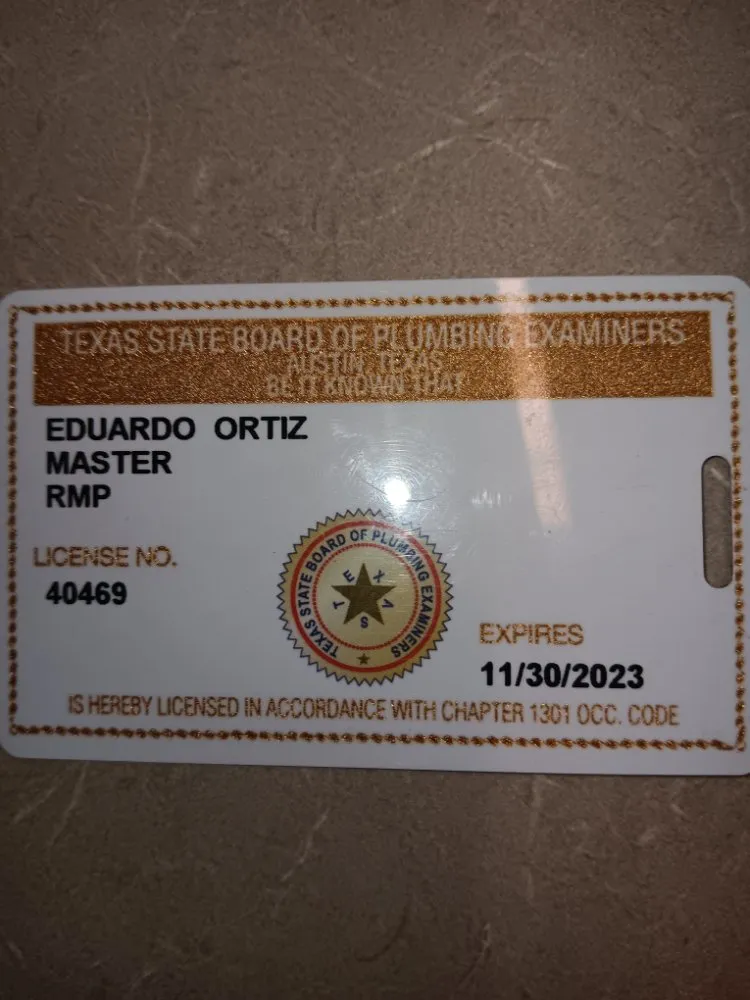 TEXAS STATE BOARD OF PLUMBING EXAMINERS
AUSTIN, TEXAS
BE IT KNOWN THAT
EDUARDO ORTIZ
MASTER
RMP
LICENSE NO.
40469
TEXAS STATE BOARD OF PLUMBING EXAMINERS
TEXAS
EXPIRES
11/30/2023
IS HEREBY LICENSED IN ACCORDANCE WITH CHAPTER 1301 OCC. CODE